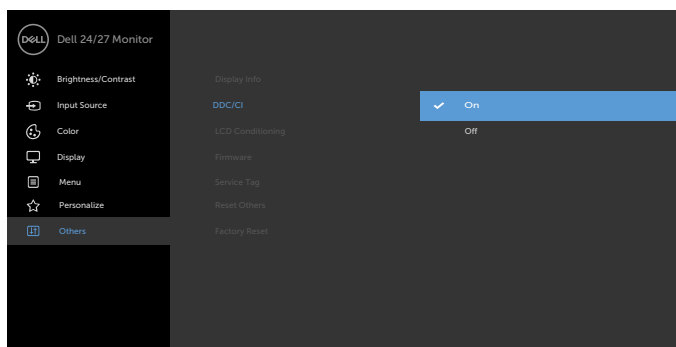 DELL
Dell 24/27 Monitor
Brightness/Contrast
Input Source
Color
Display
Menu
Personalize
Others
Display Info
DDC/CI
LCD Conditioning
Firmware
Service Tag
Reset Others
Factory Reset
On
Off